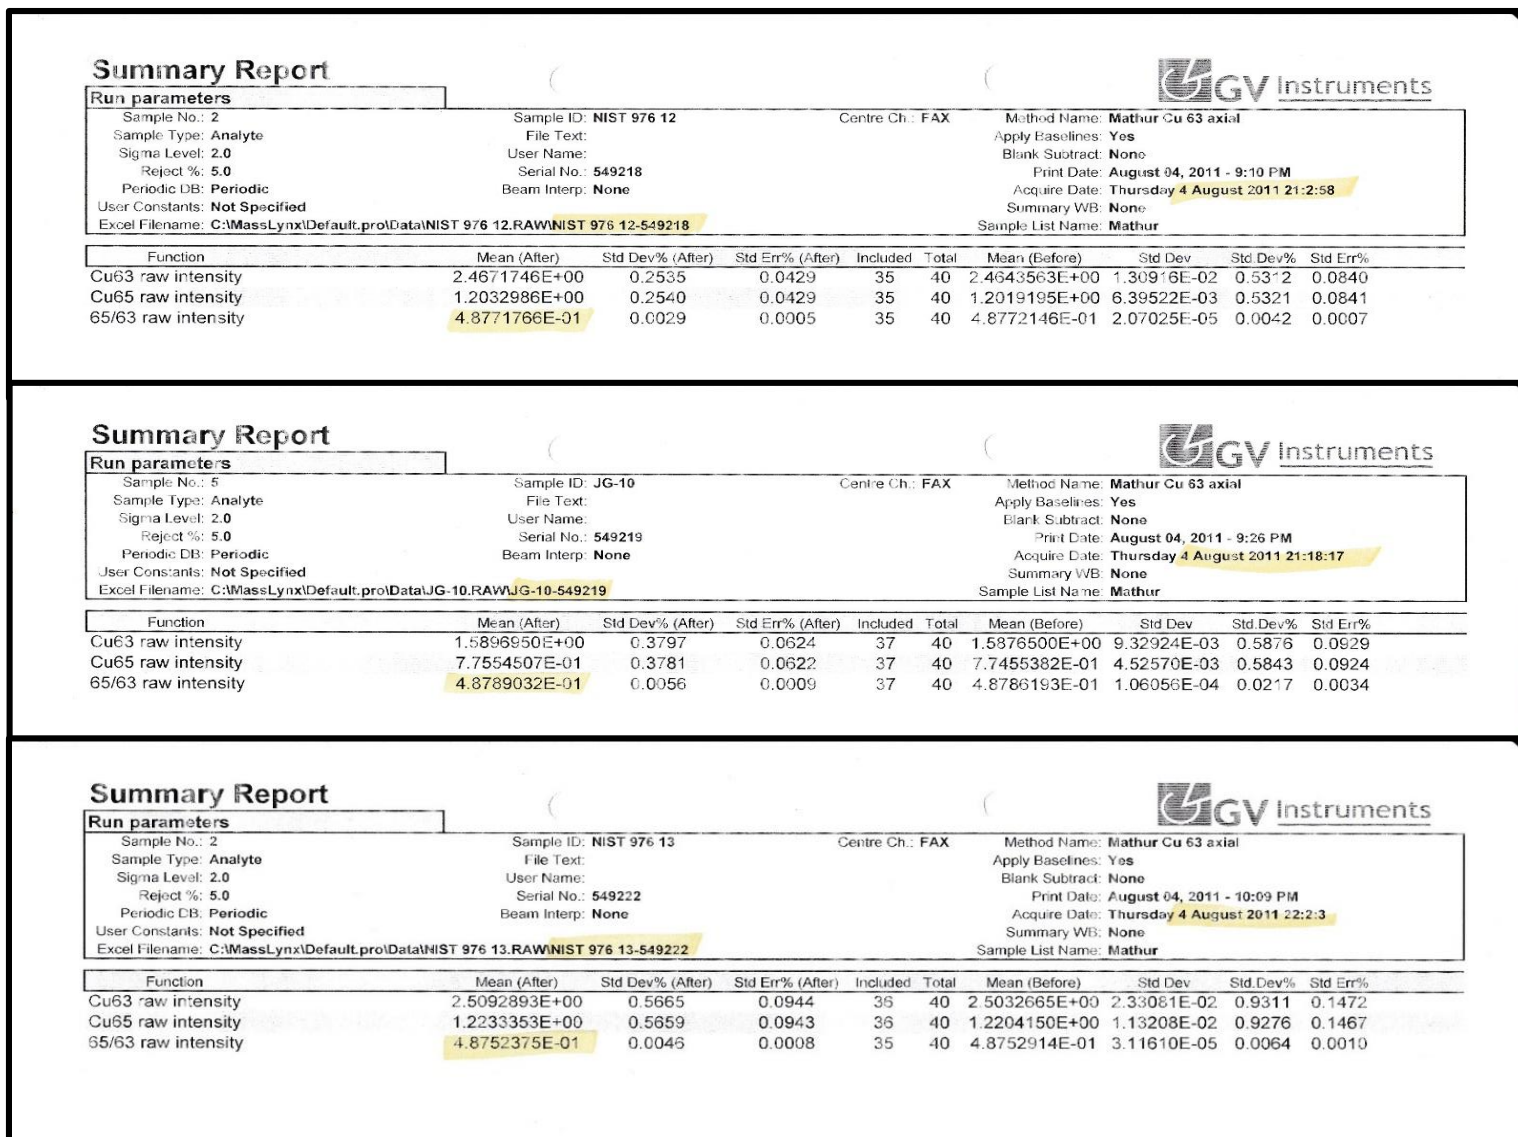 Summary Report
GV Instruments
Run parameters
Sample No.: 2 Sample ID: NIST 976 12 Centre Ch.: FAX Method Name: Mathur Cu 63 axial
Sample Type: Analyte File Text: Apply Baselines: Yes
Sigma Level: 2.0 User Name: Blank Subtract: None
Reject %: 5.0 Serial No.: 549218 Print Date: August 04, 2011 - 9:10 PM
Periodic DB: Periodic Beam Interp: None Acquire Date: Thursday 4 August 2011 21:2:58
User Constants: Not Specified Summary WB: None
Excel Filename: C:\MassLynx\Default.pro\Data\NIST 976 12.RAW\NIST 976 12-549218 Sample List Name: Mathur
Function Mean (After) Std Dev% (After) Std Err% (After) Included Total Mean (Before) Std Dev Std.Dev% Std Err%
Cu63 raw intensity 2.4671746E+00 0.2535 0.0429 35 40 2.4643563E+00 1.30916E-02 0.5312 0.0840
Cu65 raw intensity 1.2032986E+00 0.2540 0.0429 35 40 1.2019195E+00 6.39522E-03 0.5321 0.0841
65/63 raw intensity 4.8771766E-01 0.0029 0.0005 35 40 4.8772146E-01 2.07025E-05 0.0042 0.0007
Summary Report
GV Instruments
Run parameters
Sample No.: 5 Sample ID: JG-10 Centre Ch.: FAX Method Name: Mathur Cu 63 axial
Sample Type: Analyte File Text: Apply Baselines: Yes
Sigma Level: 2.0 User Name: Blank Subtract: None
Reject %: 5.0 Serial No.: 549219 Print Date: August 04, 2011 - 9:26 PM
Periodic DB: Periodic Beam Interp: None Acquire Date: Thursday 4 August 2011 21:18:17
User Constants: Not Specified Summary WB: None
Excel Filename: C:\MassLynx\Default.pro\Data\JG-10.RAW\JG-10-549219 Sample List Name: Mathur
Function Mean (After) Std Dev% (After) Std Err% (After) Included Total Mean (Before) Std Dev Std.Dev% Std Err%
Cu63 raw intensity 1.5896950E+00 0.3797 0.0624 37 40 1.5876500E+00 9.32924E-03 0.5876 0.0929
Cu65 raw intensity 7.7554507E-01 0.3781 0.0622 37 40 7.7455382E-01 4.52570E-03 0.5843 0.0924
65/63 raw intensity 4.8789032E-01 0.0056 0.0009 37 40 4.8786193E-01 1.06056E-04 0.0217 0.0034
Summary Report
GV Instruments
Run parameters
Sample No.: 2 Sample ID: NIST 976 13 Centre Ch.: FAX Method Name: Mathur Cu 63 axial
Sample Type: Analyte File Text: Apply Baselines: Yes
Sigma Level: 2.0 User Name: Blank Subtract: None
Reject %: 5.0 Serial No.: 549222 Print Date: August 04, 2011 - 10:09 PM
Periodic DB: Periodic Beam Interp: None Acquire Date: Thursday 4 August 2011 22:2:3
User Constants: Not Specified Summary WB: None
Excel Filename: C:\MassLynx\Default.pro\Data\NIST 976 13.RAW\NIST 976 13-549222 Sample List Name: Mathur
Function Mean (After) Std Dev% (After) Std Err% (After) Included Total Mean (Before) Std Dev Std.Dev% Std Err%
Cu63 raw intensity 2.5092893E+00 0.5665 0.0944 36 40 2.5032665E+00 2.33081E-02 0.9311 0.1472
Cu65 raw intensity 1.2233353E+00 0.5659 0.0943 36 40 1.2204150E+00 1.13208E-02 0.9276 0.1467
65/63 raw intensity 4.8752375E-01 0.0046 0.0008 35 40 4.8752914E-01 3.11610E-05 0.0064 0.0010